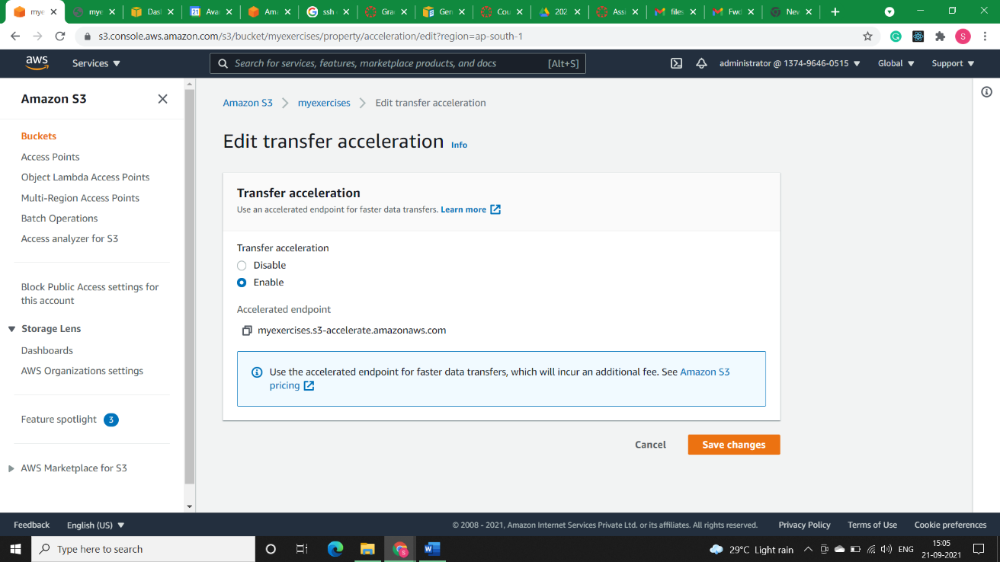 mye
mye
Dasl
21 Ava
Ama
ssh
Grac
Gen
Cou
202
Assi
files
Fwd
Nev
s3.console.aws.amazon.com/s3/bucket/myexercises/property/acceleration/edit?region=ap-south-1
S
aws
Services
Search for services, features, marketplace products, and docs
[Alt+S]
administrator @ 1374-9646-0515
Global
Support
Amazon S3
Buckets
Access Points
Object Lambda Access Points
Multi-Region Access Points
Batch Operations
Access analyzer for S3
Block Public Access settings for
this account
Storage Lens
Dashboards
AWS Organizations settings
Feature spotlight 3
AWS Marketplace for S3
Amazon S3 > myexercises > Edit transfer acceleration
Edit transfer acceleration Info
Transfer acceleration
Use an accelerated endpoint for faster data transfers. Learn more
Transfer acceleration
Disable
Enable
Accelerated endpoint
myexercises.s3-accelerate.amazonaws.com
Use the accelerated endpoint for faster data transfers, which will incur an additional fee. See Amazon S3
pricing
Cancel
Save changes
Feedback
English (US)
© 2008 - 2021, Amazon Internet Services Private Ltd. or its affiliates. All rights reserved.
Privacy Policy
Terms of Use
Cookie preferences
Type here to search
29°C Light rain
ENG
15:05
21-09-2021